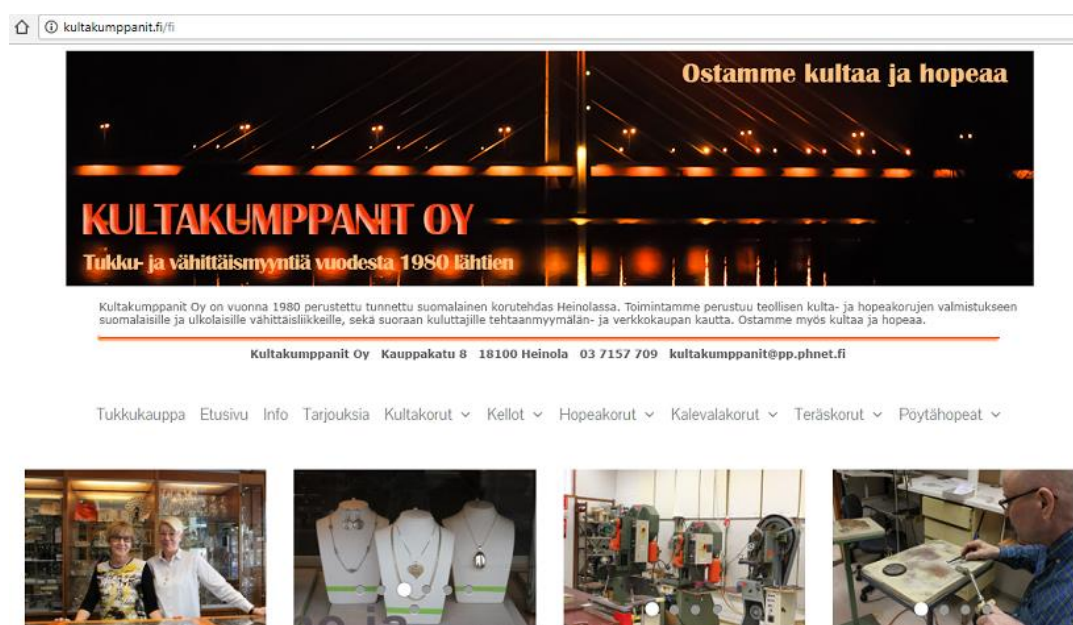 kultakumppanit.fi/fi
Ostamme kultaa ja hopeaa
KULTAKUMPPANIT OY
Tukku- ja vähittäismyyntiä vuodesta 1980 lähtien
Kultakumppanit Oy on vuonna 1980 perustettu tunnettu suomalainen korutehdas Heinolassa. Toimintamme perustuu teollisen kulta- ja hopeakorujen valmistukseen
suomalaisille ja ulkolaisille vähittäisliikkeille, sekä suoraan kuluttajille tehtaanmyymälän- ja verkkokaupan kautta. Ostamme myös kultaa ja hopeaa.
Kultakumppanit Oy Kauppakatu 8 18100 Heinola 03 7157 709 kultakumppanit@pp.phnet.fi
Tukkukauppa Etusivu Info Tarjouksia Kultakorut Kellot Hopeakorut Kalevalakorut Teräskorut Pöytähopeat